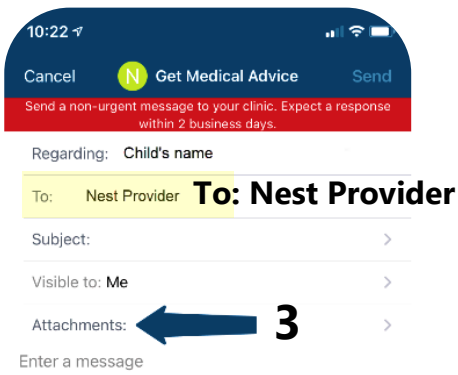 10:22
Cancel N Get Medical Advice Send
Send a non-urgent message to your clinic. Expect a response
within 2 business days.
Regarding: Child's name
To: Nest Provider To: Nest Provider
Subject:
Visible to: Me
Attachments: 3
Enter a message